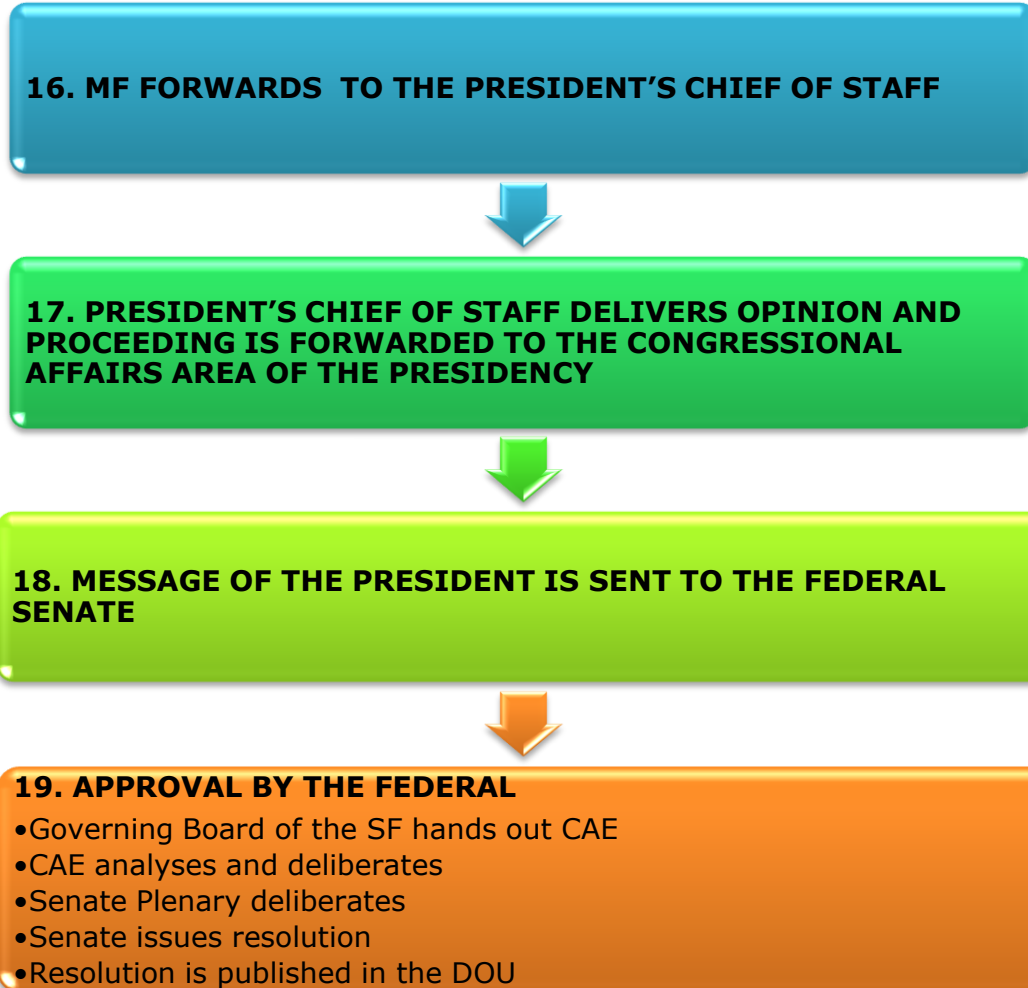 16. MF FORWARDS  TO THE PRESIDENT’S CHIEF OF STAFF
17. PRESIDENT’S CHIEF OF STAFF DELIVERS OPINION AND
PROCEEDING IS FORWARDED TO THE CONGRESSIONAL
AFFAIRS AREA OF THE PRESIDENCY
18. MESSAGE OF THE PRESIDENT IS SENT TO THE FEDERAL
SENATE
19. APPROVAL BY THE FEDERAL
•Governing Board of the SF hands out CAE
•CAE analyses and deliberates
•Senate Plenary deliberates
•Senate issues resolution
•Resolution is published in the DOU